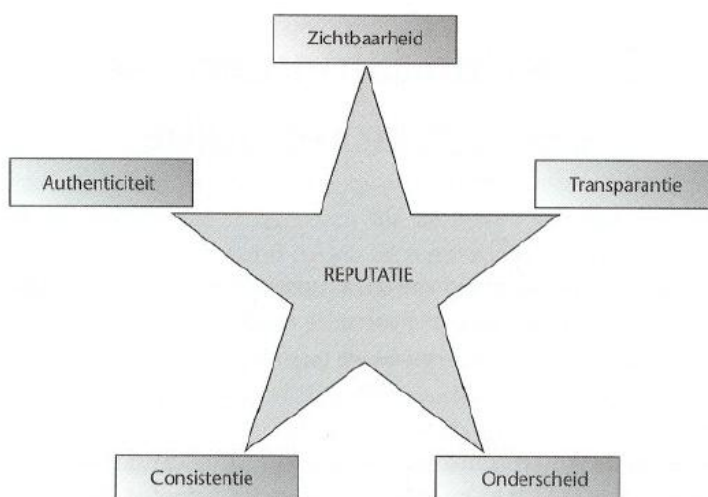 Zichtbaarheid
Authenticiteit
Transparantie
REPUTATIE
Consistentie
Onderscheid